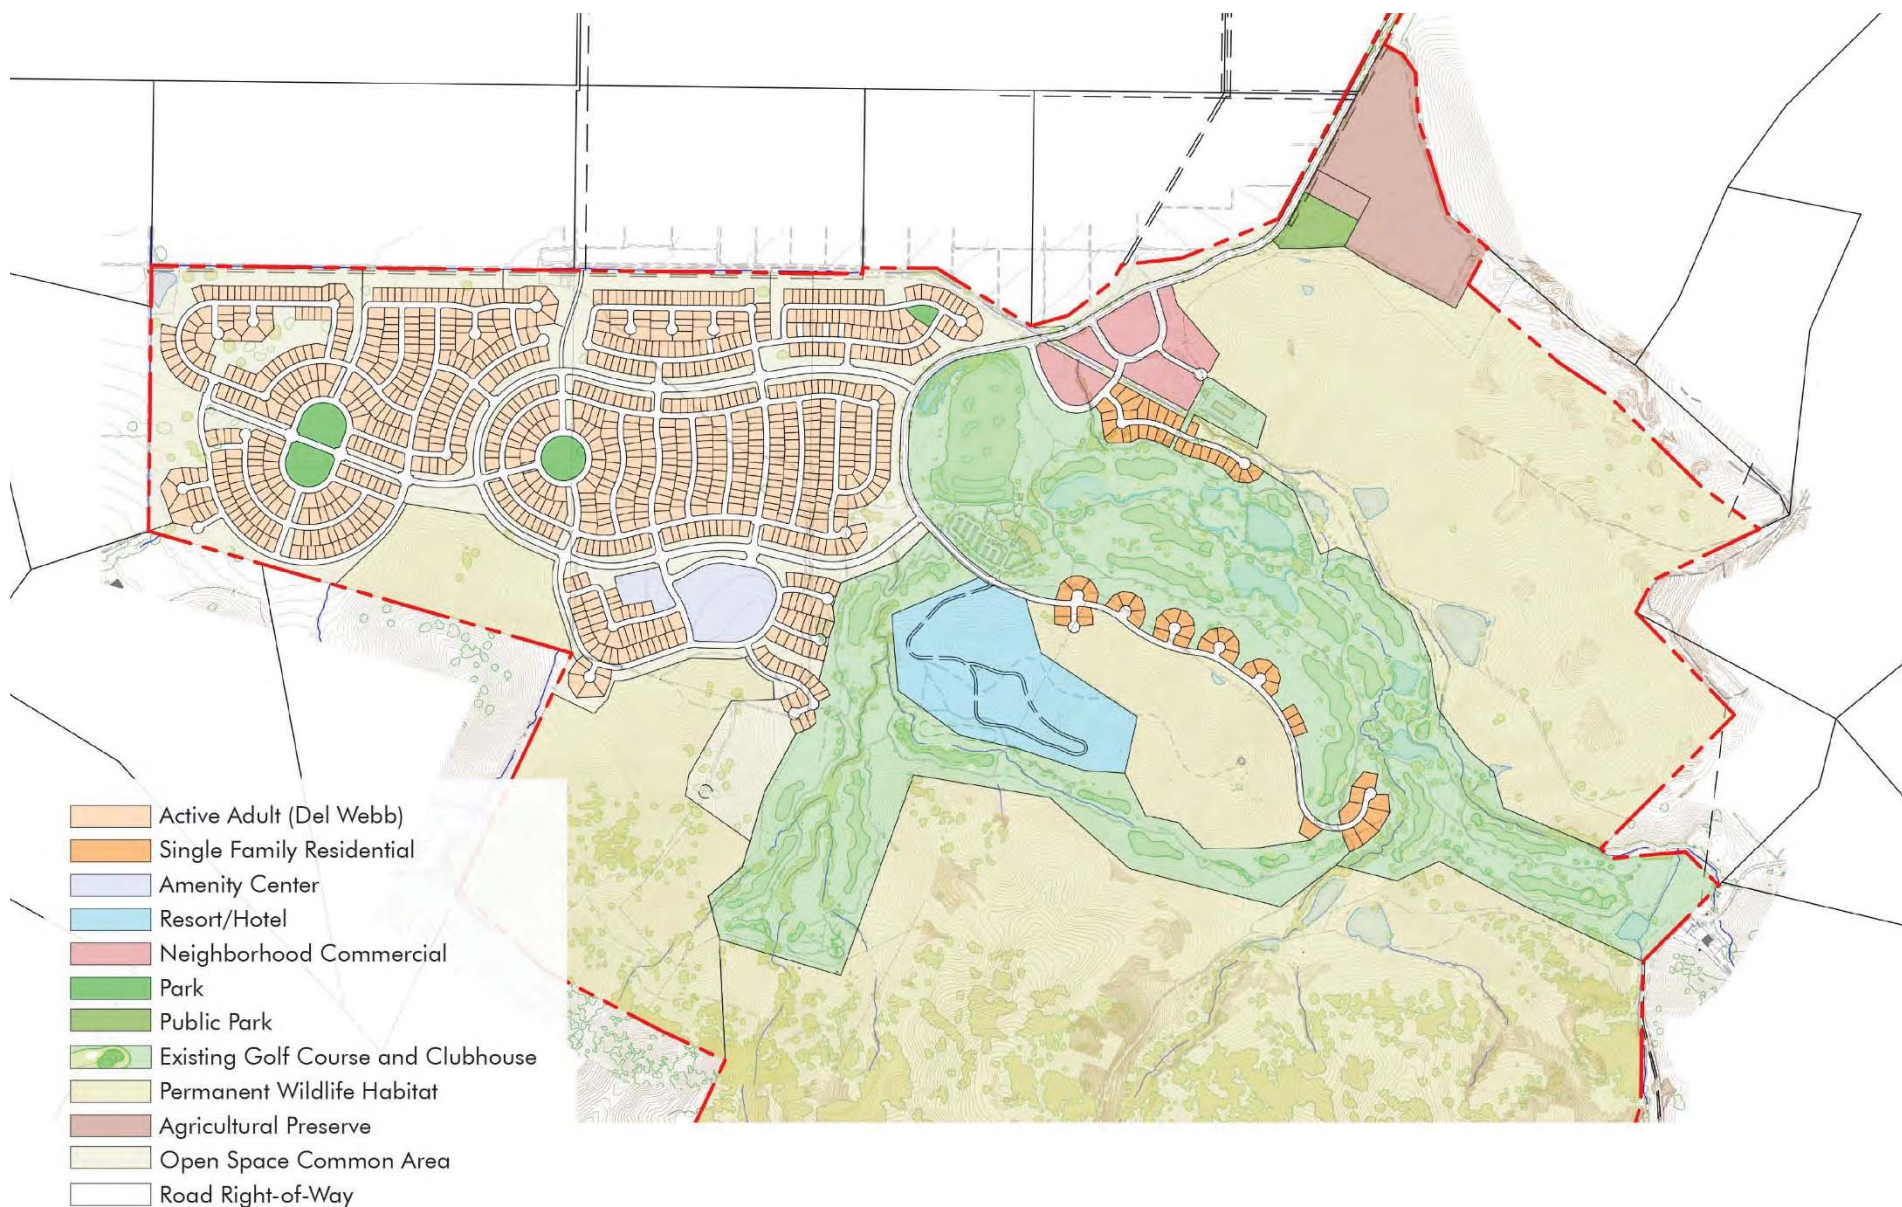 Active Adult (Del Webb)
Single Family Residential
Amenity Center
Resort/Hotel
Neighborhood Commercial
Park
Public Park
Existing Golf Course and Clubhouse
Permanent Wildlife Habitat
Agricultural Preserve
Open Space Common Area
Road Right-of-Way